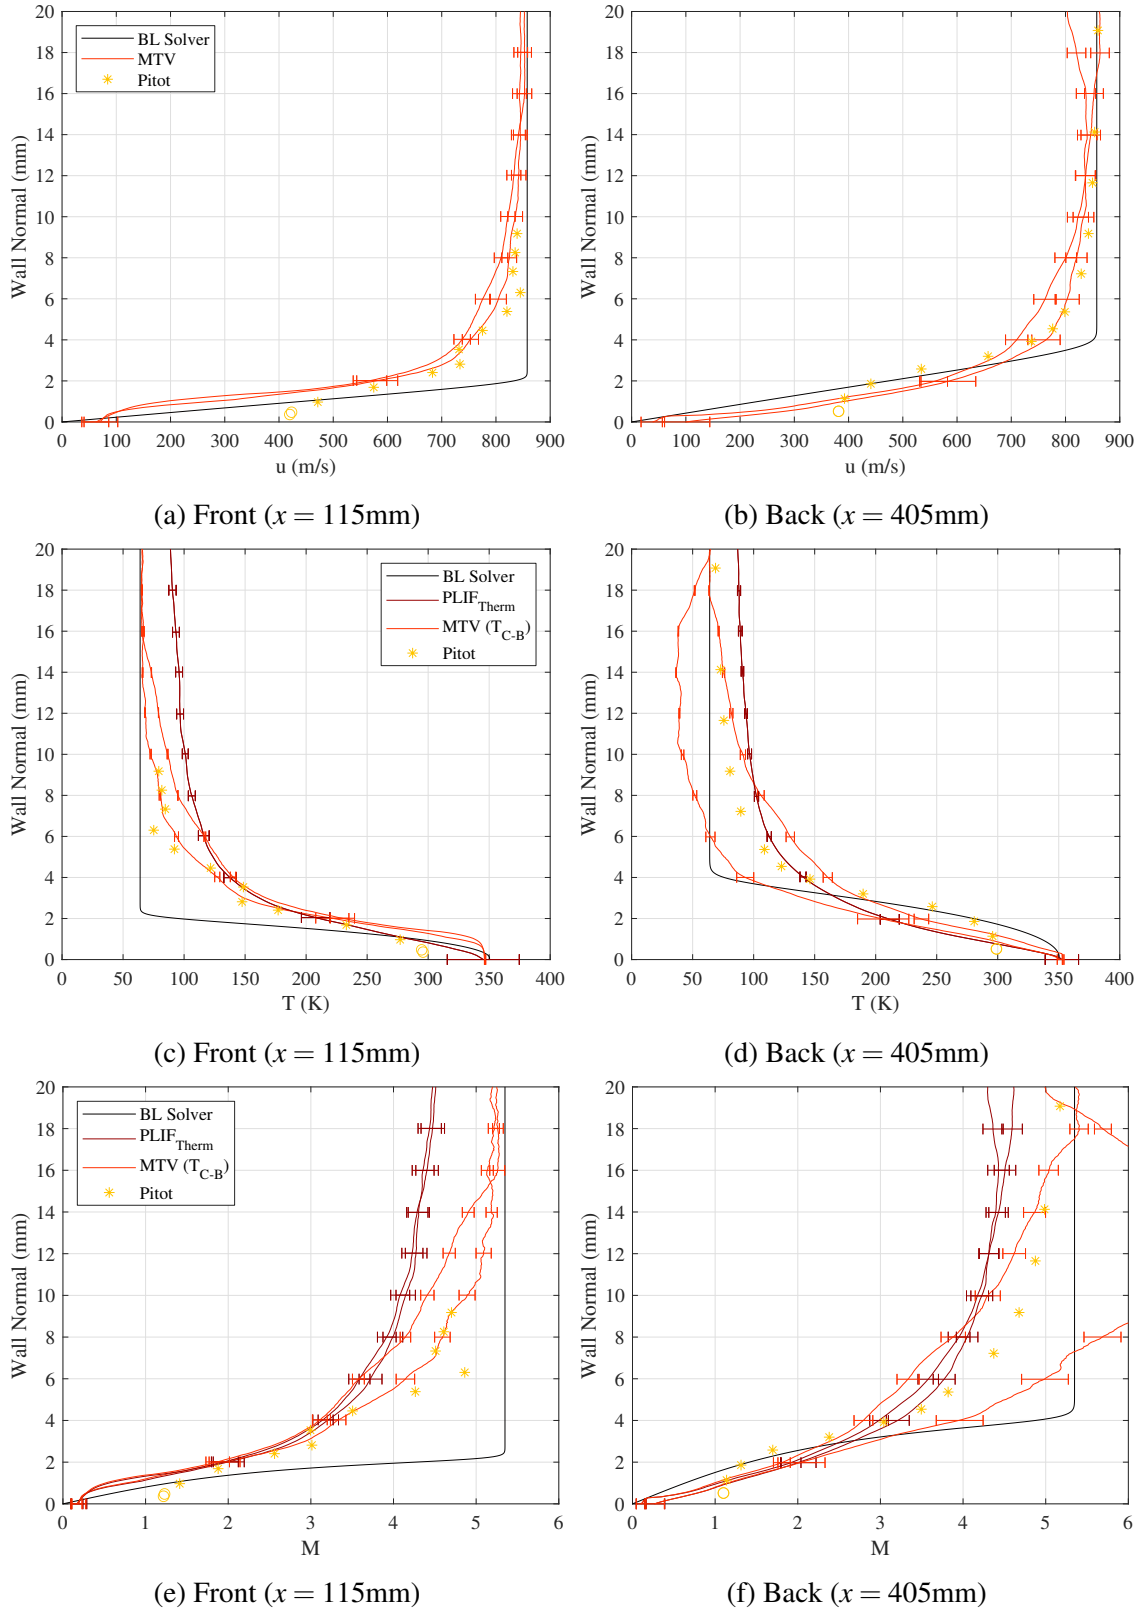 20
18
16
14
12
10
8
6
4
2
0
Wall Normal (mm)
BL Solver
MTV
Pitot
0 100 200 300 400 500 600 700 800 900
u (m/s)
(a) Front (x = 115mm)
20
18
16
14
12
10
8
6
4
2
0
Wall Normal (mm)
0 100 200 300 400 500 600 700 800 900
u (m/s)
(b) Back (x = 405mm)
20
18
16
14
12
10
8
6
4
2
0
Wall Normal (mm)
BL Solver
PLIF_Therm
MTV (T_C-B)
Pitot
0 50 100 150 200 250 300 350 400
T (K)
(c) Front (x = 115mm)
20
18
16
14
12
10
8
6
4
2
0
Wall Normal (mm)
0 50 100 150 200 250 300 350 400
T (K)
(d) Back (x = 405mm)
20
18
16
14
12
10
8
6
4
2
0
Wall Normal (mm)
BL Solver
PLIF_Therm
MTV (T_C-B)
Pitot
0 1 2 3 4 5 6
M
(e) Front (x = 115mm)
20
18
16
14
12
10
8
6
4
2
0
Wall Normal (mm)
0 1 2 3 4 5 6
M
(f) Back (x = 405mm)